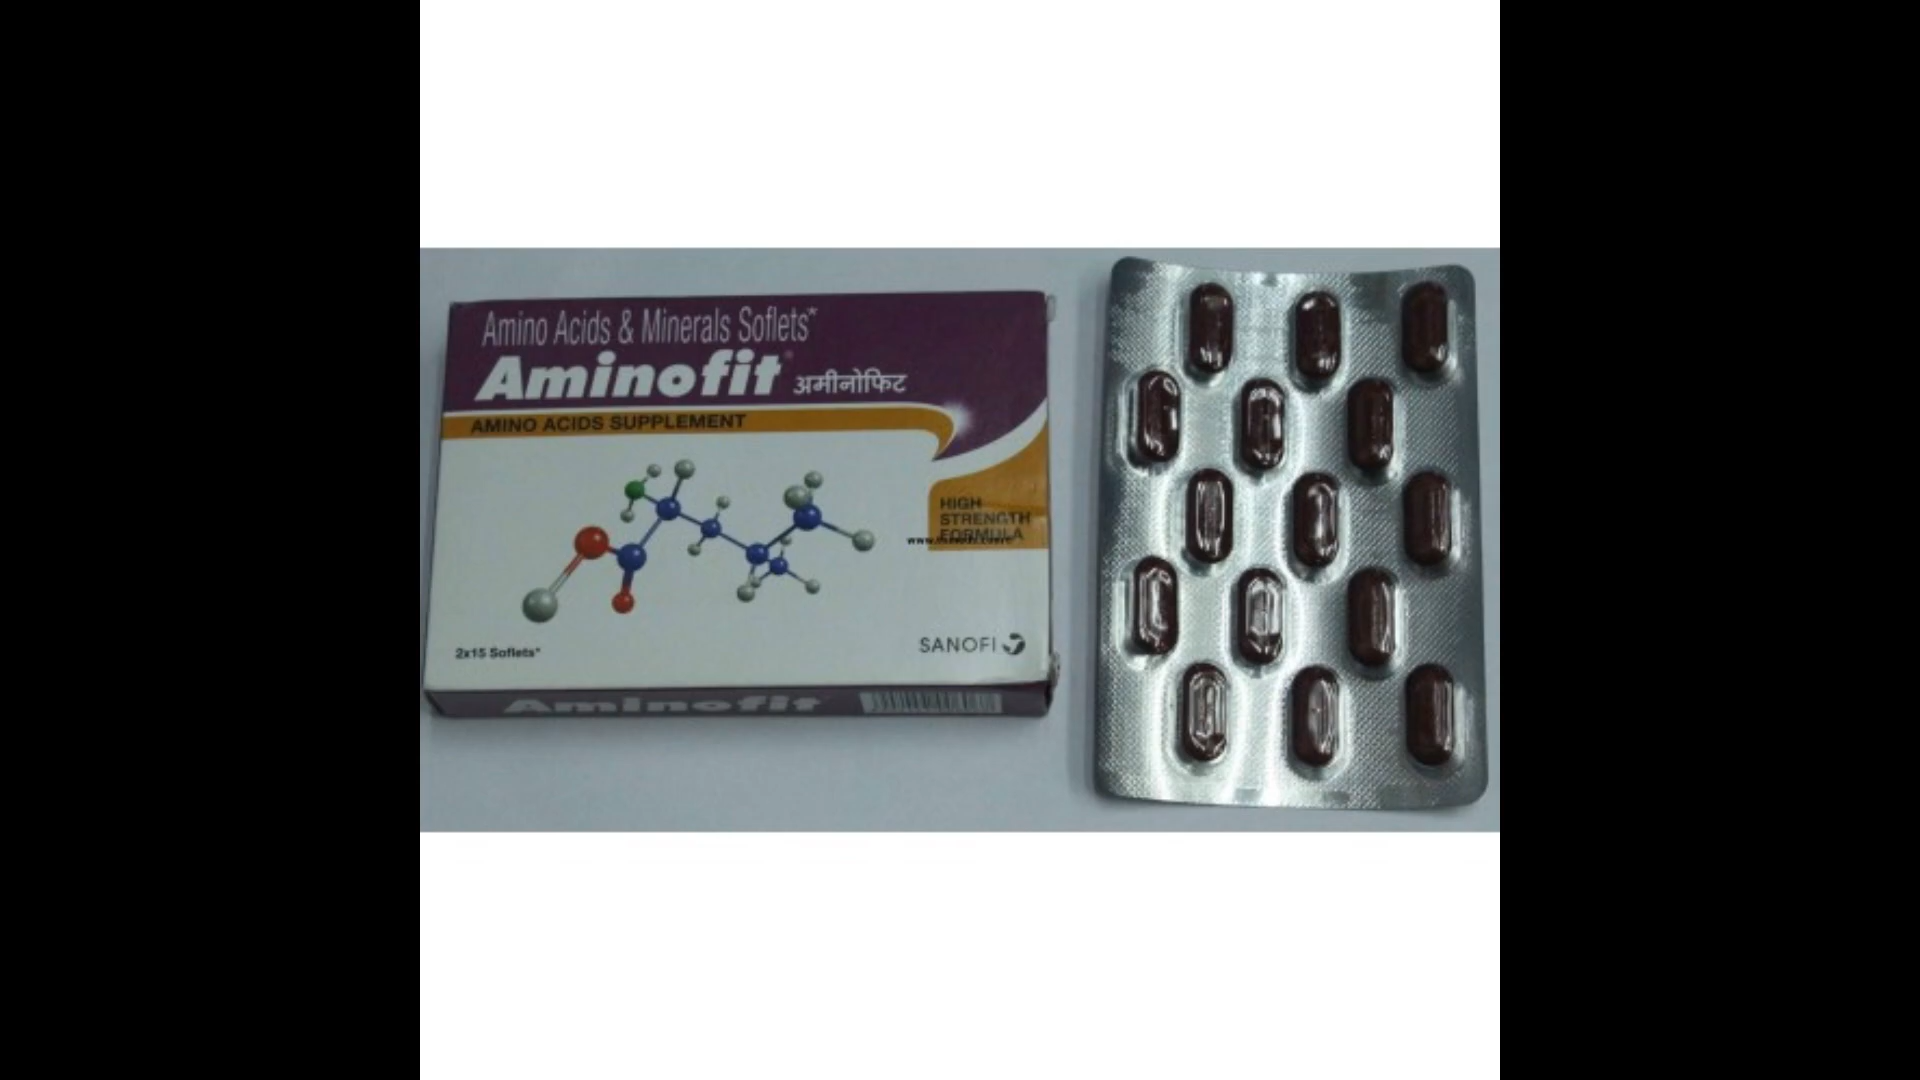 Amino Acids & Minerals Soflets*
Aminofit® अमीनोफिट
AMINO ACIDS SUPPLEMENT
HIGH
STRENGTH
FORMULA
2x15 Soflets*
SANOFI
Aminofit